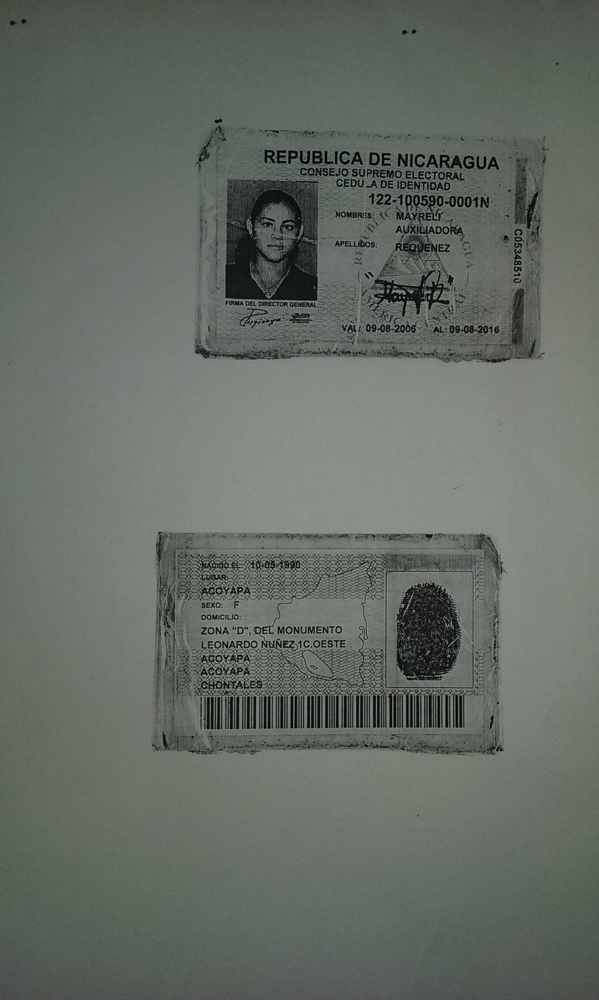 REPUBLICA DE NICARAGUA
CONSEJO SUPREMO ELECTORAL
CEDULA DE IDENTIDAD
122-100590-0001N
NOMBRES: MAYRELI
AUXILIADORA
APELLIDOS: REQUENEZ
REPUBLICA DE NICARAGUA
AMERICA CENTRAL
C05348510
FIRMA DEL DIRECTOR GENERAL
VAL: 09-08-2006 AL: 09-08-2016
NACIDO EL: 10-05-1990
LUGAR:
ACOYAPA
SEXO: F
DOMICILIO:
ZONA "D", DEL MONUMENTO
LEONARDO NUÑEZ 1C.OESTE
ACOYAPA
ACOYAPA
CHONTALES